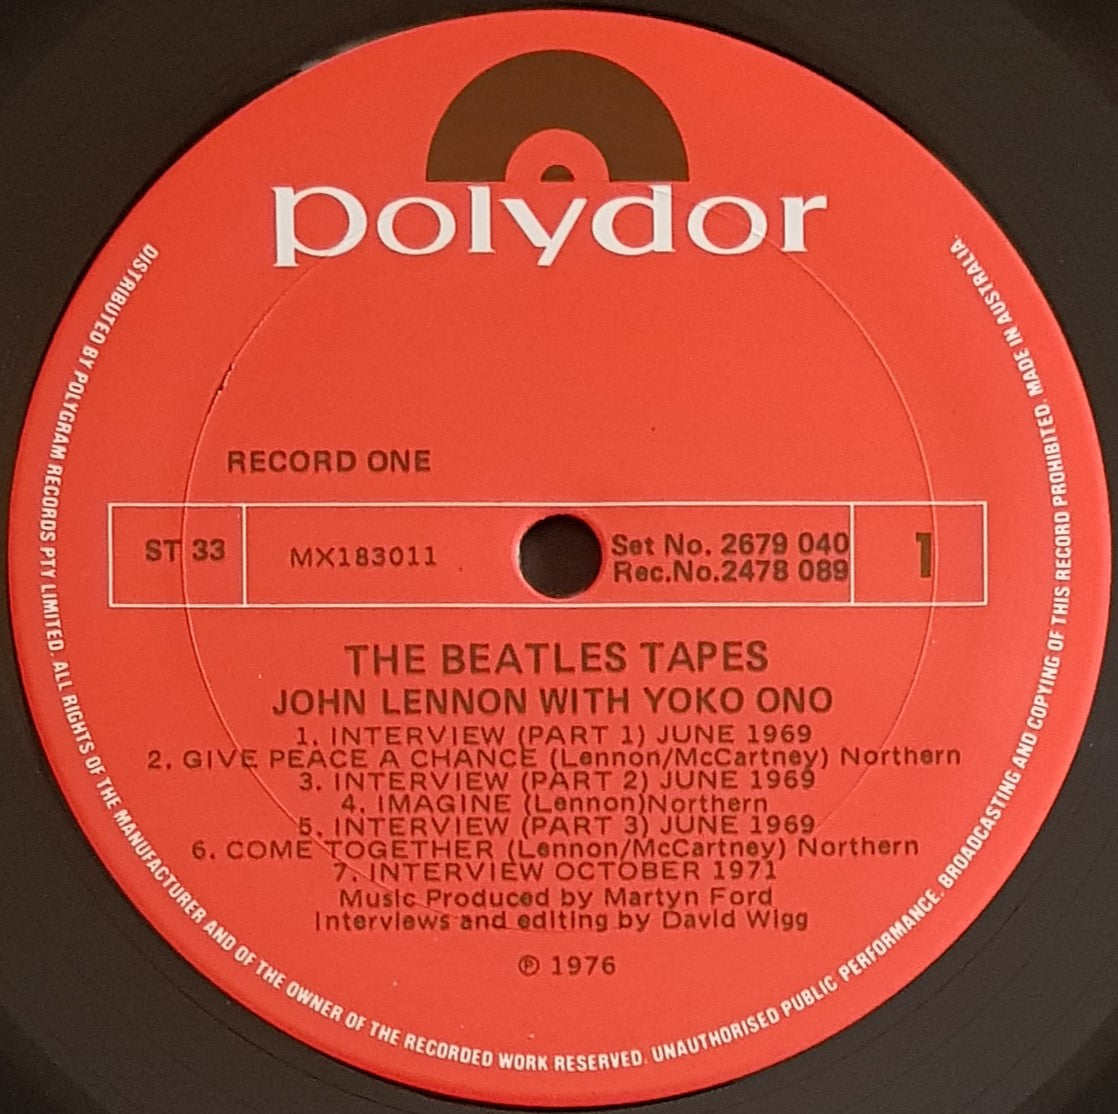 polydor
RECORD ONE
ST 33
MX183011
Set No. 2679 040
Rec.No.2478 089
1
THE BEATLES TAPES
JOHN LENNON WITH YOKO ONO
1. INTERVIEW (PART 1) JUNE 1969
2. GIVE PEACE A CHANCE (Lennon/McCartney) Northern
3. INTERVIEW (PART 2) JUNE 1969
4. IMAGINE (Lennon)Northern
5. INTERVIEW (PART 3) JUNE 1969
6. COME TOGETHER (Lennon/McCartney) Northern
7. INTERVIEW OCTOBER 1971
Music Produced by Martyn Ford
Interviews and editing by David Wigg
℗ 1976
DISTRIBUTED BY POLYGRAM RECORDS PTY LIMITED. ALL RIGHTS OF THE MANUFACTURER AND OF THE OWNER OF THE RECORDED WORK RESERVED. UNAUTHORISED PUBLIC PERFORMANCE. BROADCASTING AND COPYING OF THIS RECORD PROHIBITED. MADE IN AUSTRALIA.